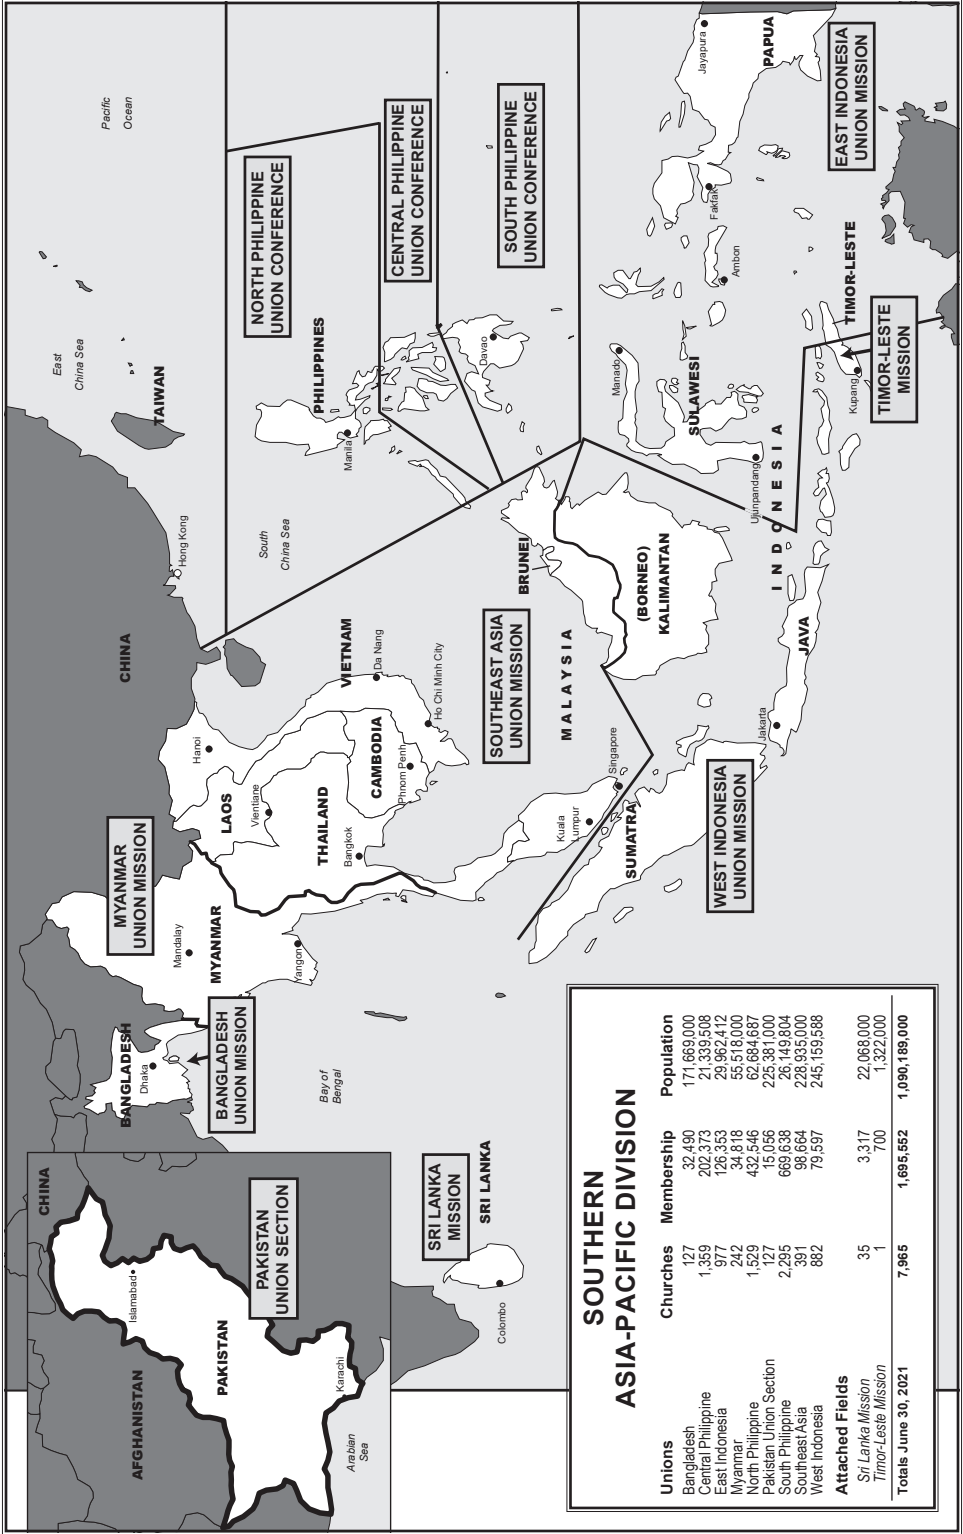 CHINA
AFGHANISTAN
Islamabad
PAKISTAN
Karachi
Arabian
Sea
PAKISTAN
UNION SECTION
BANGLADESH
Dhaka
BANGLADESH
UNION MISSION
MYANMAR
UNION MISSION
Mandalay
MYANMAR
Yangon
Bay of
Bengal
SRI LANKA
MISSION
SRI LANKA
Colombo
CHINA
Hanoi
LAOS
Vientiane
THAILAND
Bangkok
CAMBODIA
Phnom Penh
VIETNAM
Da Nang
Ho Chi Minh City
Hong Kong
TAIWAN
East
China Sea
Pacific
Ocean
South
China Sea
NORTH PHILIPPINE
UNION CONFERENCE
PHILIPPINES
Manila
CENTRAL PHILIPPINE
UNION CONFERENCE
SOUTH PHILIPPINE
UNION CONFERENCE
Davao
SOUTHEAST ASIA
UNION MISSION
BRUNEI
MALAYSIA
Kuala
Lumpur
Singapore
SUMATRA
(BORNEO)
KALIMANTAN
WEST INDONESIA
UNION MISSION
Jakarta
JAVA
INDONESIA
Manado
SULAWESI
Ujunpandang
Ambon
Fakfak
Jayapura
PAPUA
EAST INDONESIA
UNION MISSION
Kupang
TIMOR-LESTE
TIMOR-LESTE
MISSION
SOUTHERN
ASIA-PACIFIC DIVISION
Unions Churches Membership Population
Bangladesh 127 32,490 171,669,000
Central Philippine 1,359 202,373 21,339,508
East Indonesia 977 126,353 29,962,412
Myanmar 242 34,818 55,518,000
North Philippine 1,529 432,546 62,684,687
Pakistan Union Section 127 15,056 225,381,000
South Philippine 2,295 669,638 26,149,804
Southeast Asia 391 98,664 228,935,000
West Indonesia 882 79,597 245,159,588
Attached Fields
Sri Lanka Mission 35 3,317 22,068,000
Timor-Leste Mission 1 700 1,322,000
Totals June 30, 2021 7,965 1,695,552 1,090,189,000